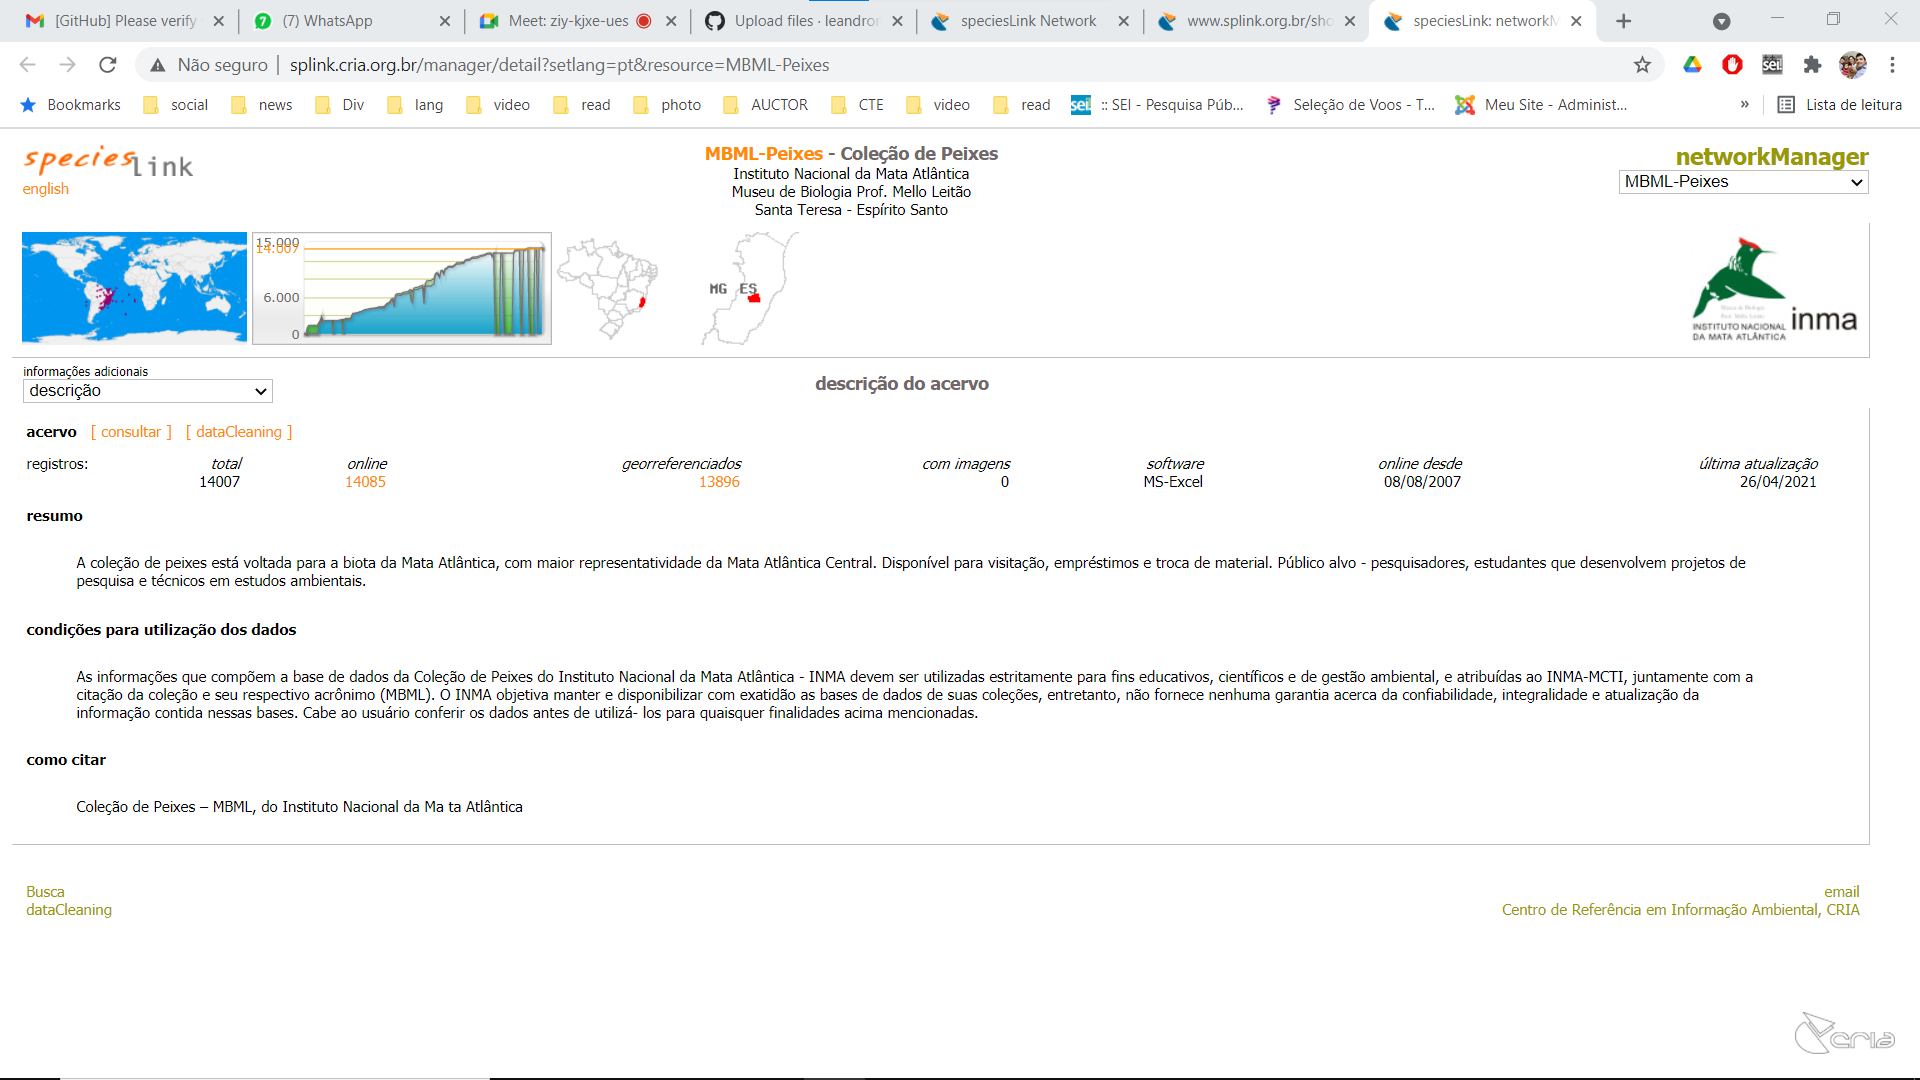 [GitHub] Please verify
(7) WhatsApp
Meet: ziy-kjxe-ues
Upload files · leandror
speciesLink Network
www.splink.org.br/sho
speciesLink: networkM
Não seguro
splink.cria.org.br/manager/detail?setlang=pt&resource=MBML-Peixes
Bookmarks
social
news
Div
lang
video
read
photo
AUCTOR
CTE
video
read
sei
:: SEI - Pesquisa Púb...
Seleção de Voos - T...
Meu Site - Administ...
»
Lista de leitura
species link
english
MBML-Peixes - Coleção de Peixes
Instituto Nacional da Mata Atlântica
Museu de Biologia Prof. Mello Leitão
Santa Teresa - Espírito Santo
networkManager
MBML-Peixes
15.000
14.007
6.000
0
MG ES
INSTITUTO NACIONAL
DA MATA ATLÂNTICA
inma
informações adicionais
descrição
descrição do acervo
acervo [ consultar ] [ dataCleaning ]
registros: total online georreferenciados com imagens software online desde última atualização
14007 14085 13896 0 MS-Excel 08/08/2007 26/04/2021
resumo
A coleção de peixes está voltada para a biota da Mata Atlântica, com maior representatividade da Mata Atlântica Central. Disponível para visitação, empréstimos e troca de material. Público alvo - pesquisadores, estudantes que desenvolvem projetos de
pesquisa e técnicos em estudos ambientais.
condições para utilização dos dados
As informações que compõem a base de dados da Coleção de Peixes do Instituto Nacional da Mata Atlântica - INMA devem ser utilizadas estritamente para fins educativos, científicos e de gestão ambiental, e atribuídas ao INMA-MCTI, juntamente com a
citação da coleção e seu respectivo acrônimo (MBML). O INMA objetiva manter e disponibilizar com exatidão as bases de dados de suas coleções, entretanto, não fornece nenhuma garantia acerca da confiabilidade, integralidade e atualização da
informação contida nessas bases. Cabe ao usuário conferir os dados antes de utilizá- los para quaisquer finalidades acima mencionadas.
como citar
Coleção de Peixes – MBML, do Instituto Nacional da Ma ta Atlântica
Busca
dataCleaning
email
Centro de Referência em Informação Ambiental, CRIA
cria